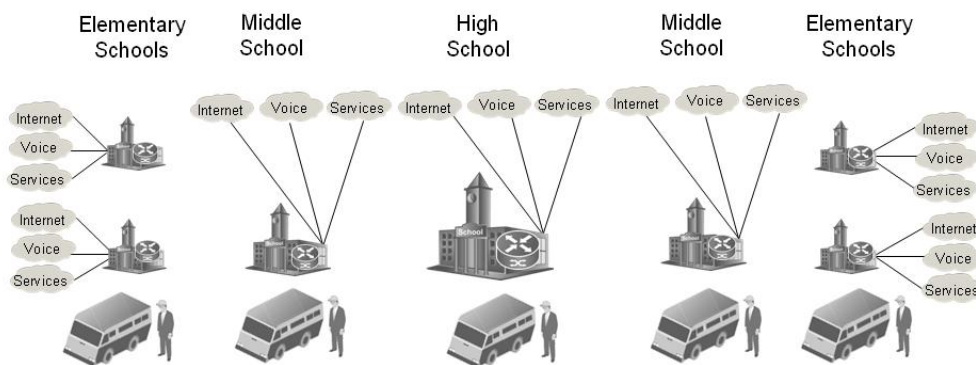 Elementary
Schools
Middle
School
High
School
Middle
School
Elementary
Schools
Internet
Voice
Services
Internet
Voice
Services
Internet
Voice
Services
Internet
Voice
Services
Internet
Voice
Services
Internet
Voice
Services
Internet
Voice
Services
School